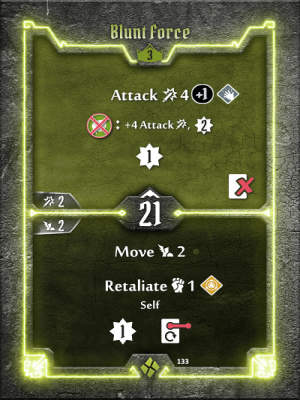 Blunt Force
3
Attack 4 +1
: +4 Attack , 2
1
2
21
2
Move 2
Retaliate 1
Self
1
133